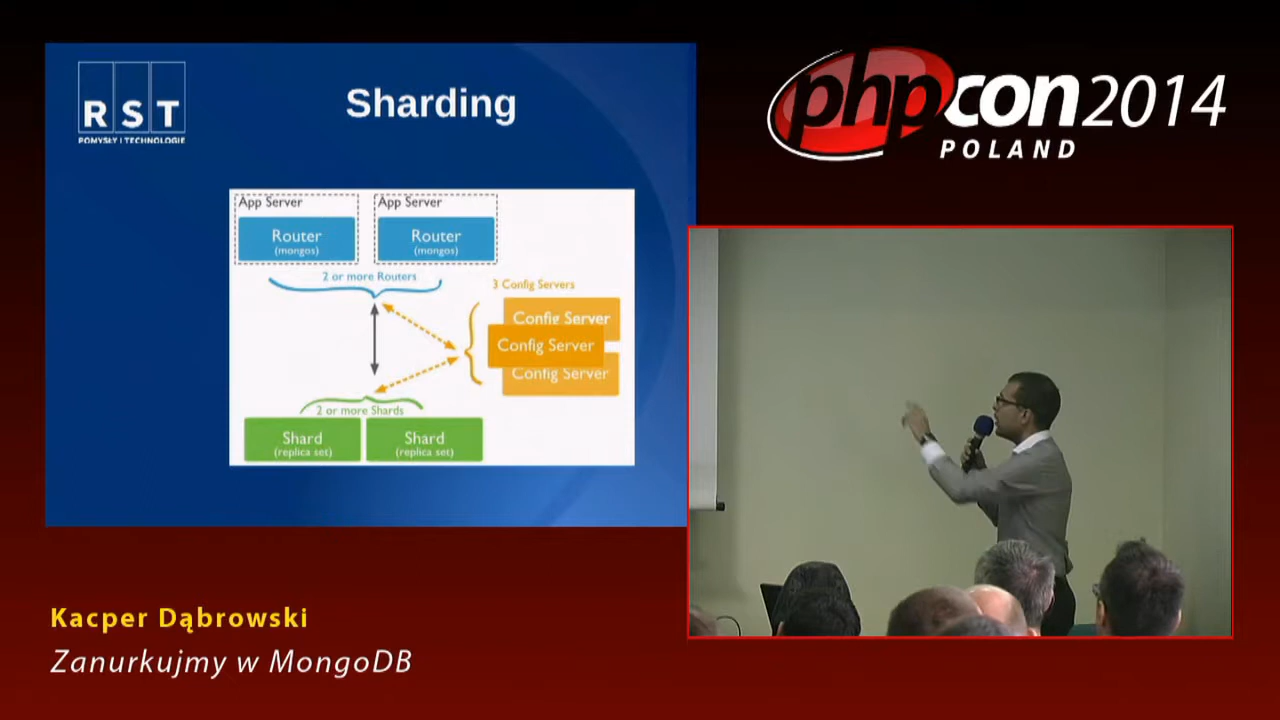 RST
POMYSŁY I TECHNOLOGIE
Sharding
App Server
App Server
Router
(mongos)
Router
(mongos)
2 or more Routers
3 Config Servers
Config Server
Config Server
Config Server
2 or more Shards
Shard
(replica set)
Shard
(replica set)
phpcon2014
POLAND
Kacper Dąbrowski
Zanurkujmy w MongoDB